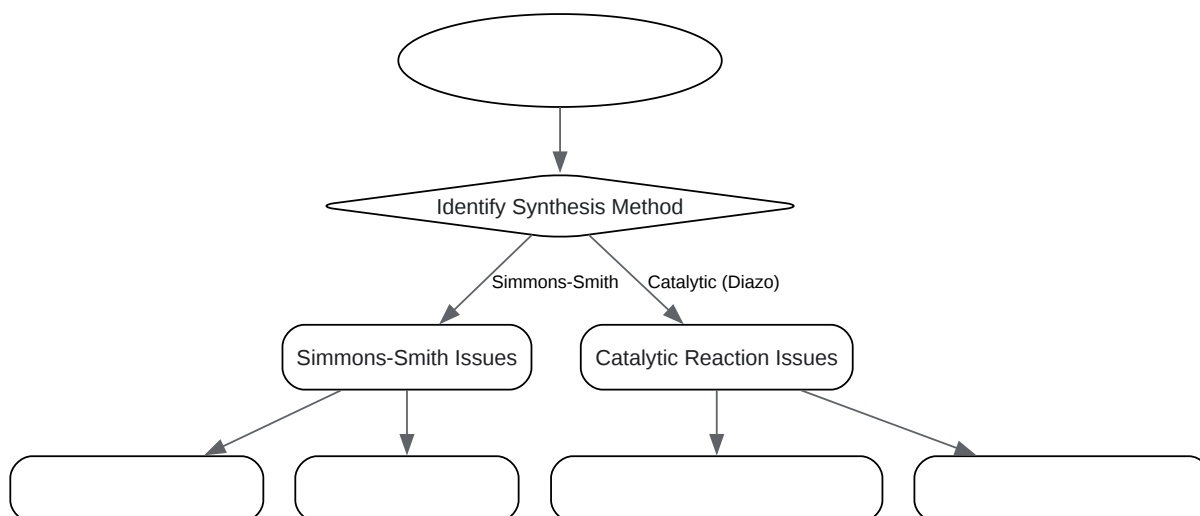 Identify Synthesis Method
Simmons-Smith
Catalytic (Diazo)
Simmons-Smith Issues
Catalytic Reaction Issues